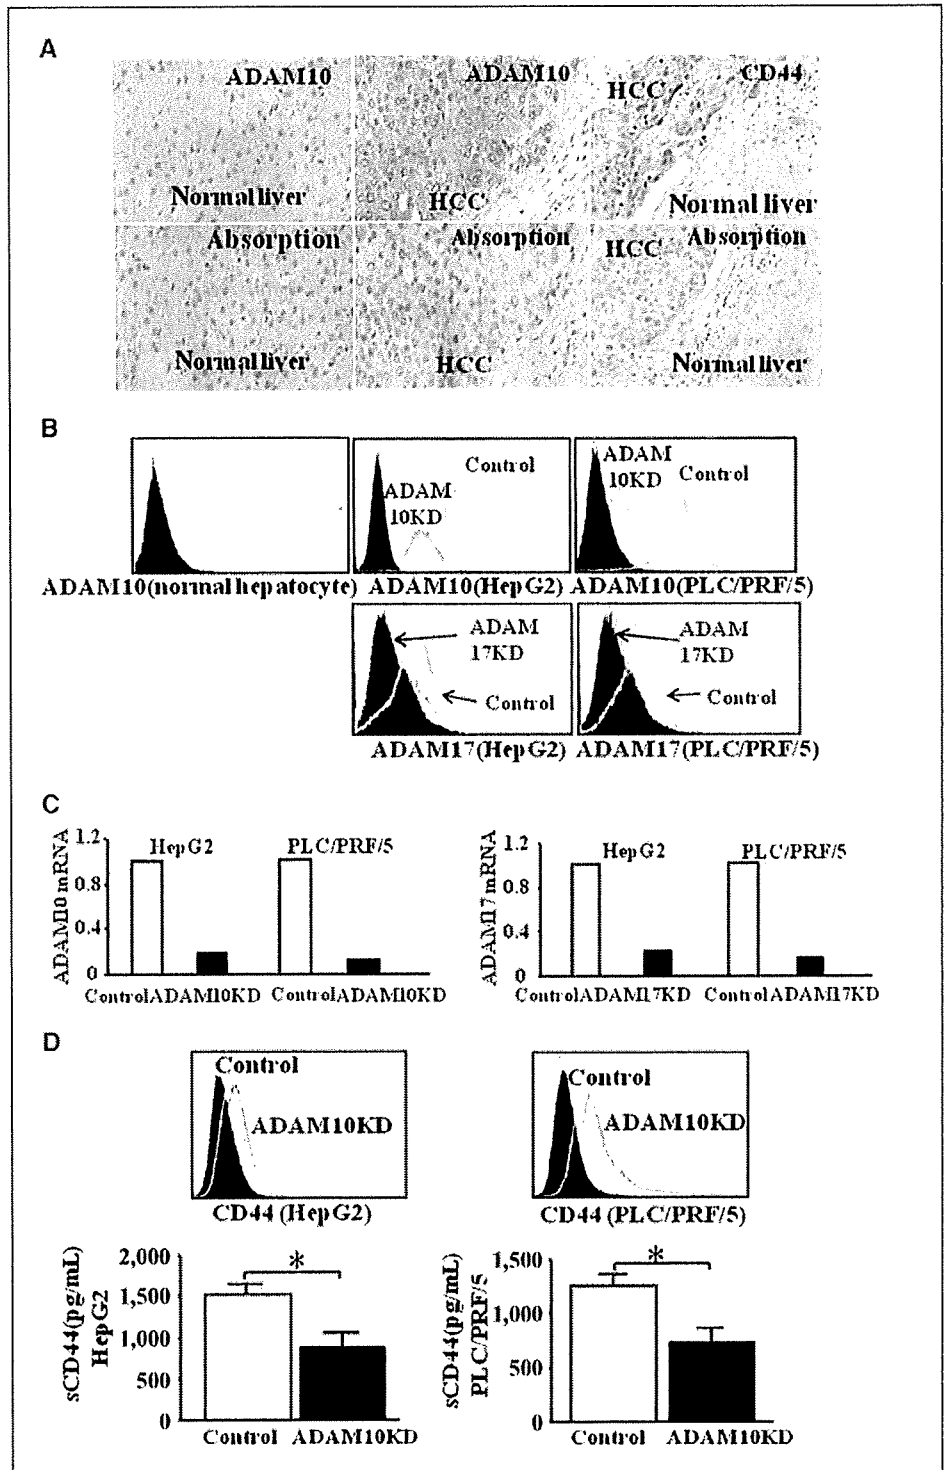 A
ADAM10
ADAM10
HCC
CD44
Normal liver
HCC
Normal liver
Absorption
Absorption
HCC
Absorption
Normal liver
HCC
Normal liver
B
ADAM
10KD
Control
ADAM
10KD
Control
ADAM10(normal hepatocyte)
ADAM10(HepG2)
ADAM10(PLC/PRF/5)
ADAM
17KD
Control
ADAM
17KD
Control
ADAM17(HepG2)
ADAM17(PLC/PRF/5)
C
ADAM10 mRNA
1.2
0.8
0.4
0
HepG2
PLC/PRF/5
Control ADAM10KD
Control ADAM10KD
ADAM17 mRNA
1.2
0.8
0.4
0
HepG2
PLC/PRF/5
Control ADAM17KD
Control ADAM17KD
D
Control
ADAM10KD
CD44 (HepG2)
Control
ADAM10KD
CD44 (PLC/PRF/5)
sCD44(pg/mL)
HepG2
2,000
1,500
1,000
500
0
*
Control
ADAM10KD
sCD44(pg/mL)
PLC/PRF/5
1,500
1,000
500
0
*
Control
ADAM10KD